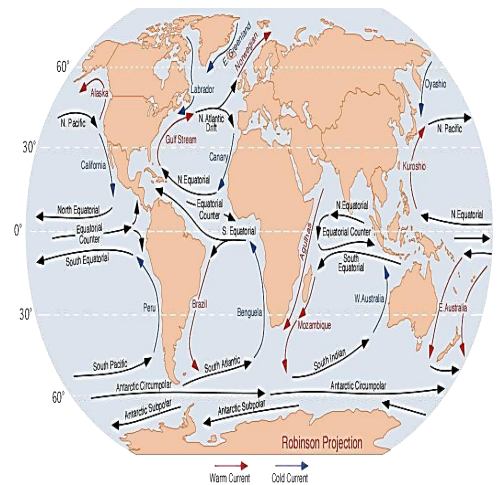 60°
30°
0°
30°
60°
E. Greenland
Norwegian
Alaska
Labrador
Oyashio
N. Pacific
N. Atlantic
Drift
N. Pacific
Gulf Stream
California
Canary
Kuroshio
N. Equatorial
N. Equatorial
North Equatorial
Equatorial
Counter
N. Equatorial
Equatorial
Counter
S. Equatorial
Equatorial Counter
South Equatorial
South
Equatorial
Agulhas
Peru
Brazil
Benguela
Mozambique
W. Australia
E. Australia
South Pacific
South Atlantic
South Indian
Antarctic Circumpolar
Antarctic Circumpolar
Antarctic Subpolar
Antarctic Subpolar
Robinson Projection
Warm Current
Cold Current